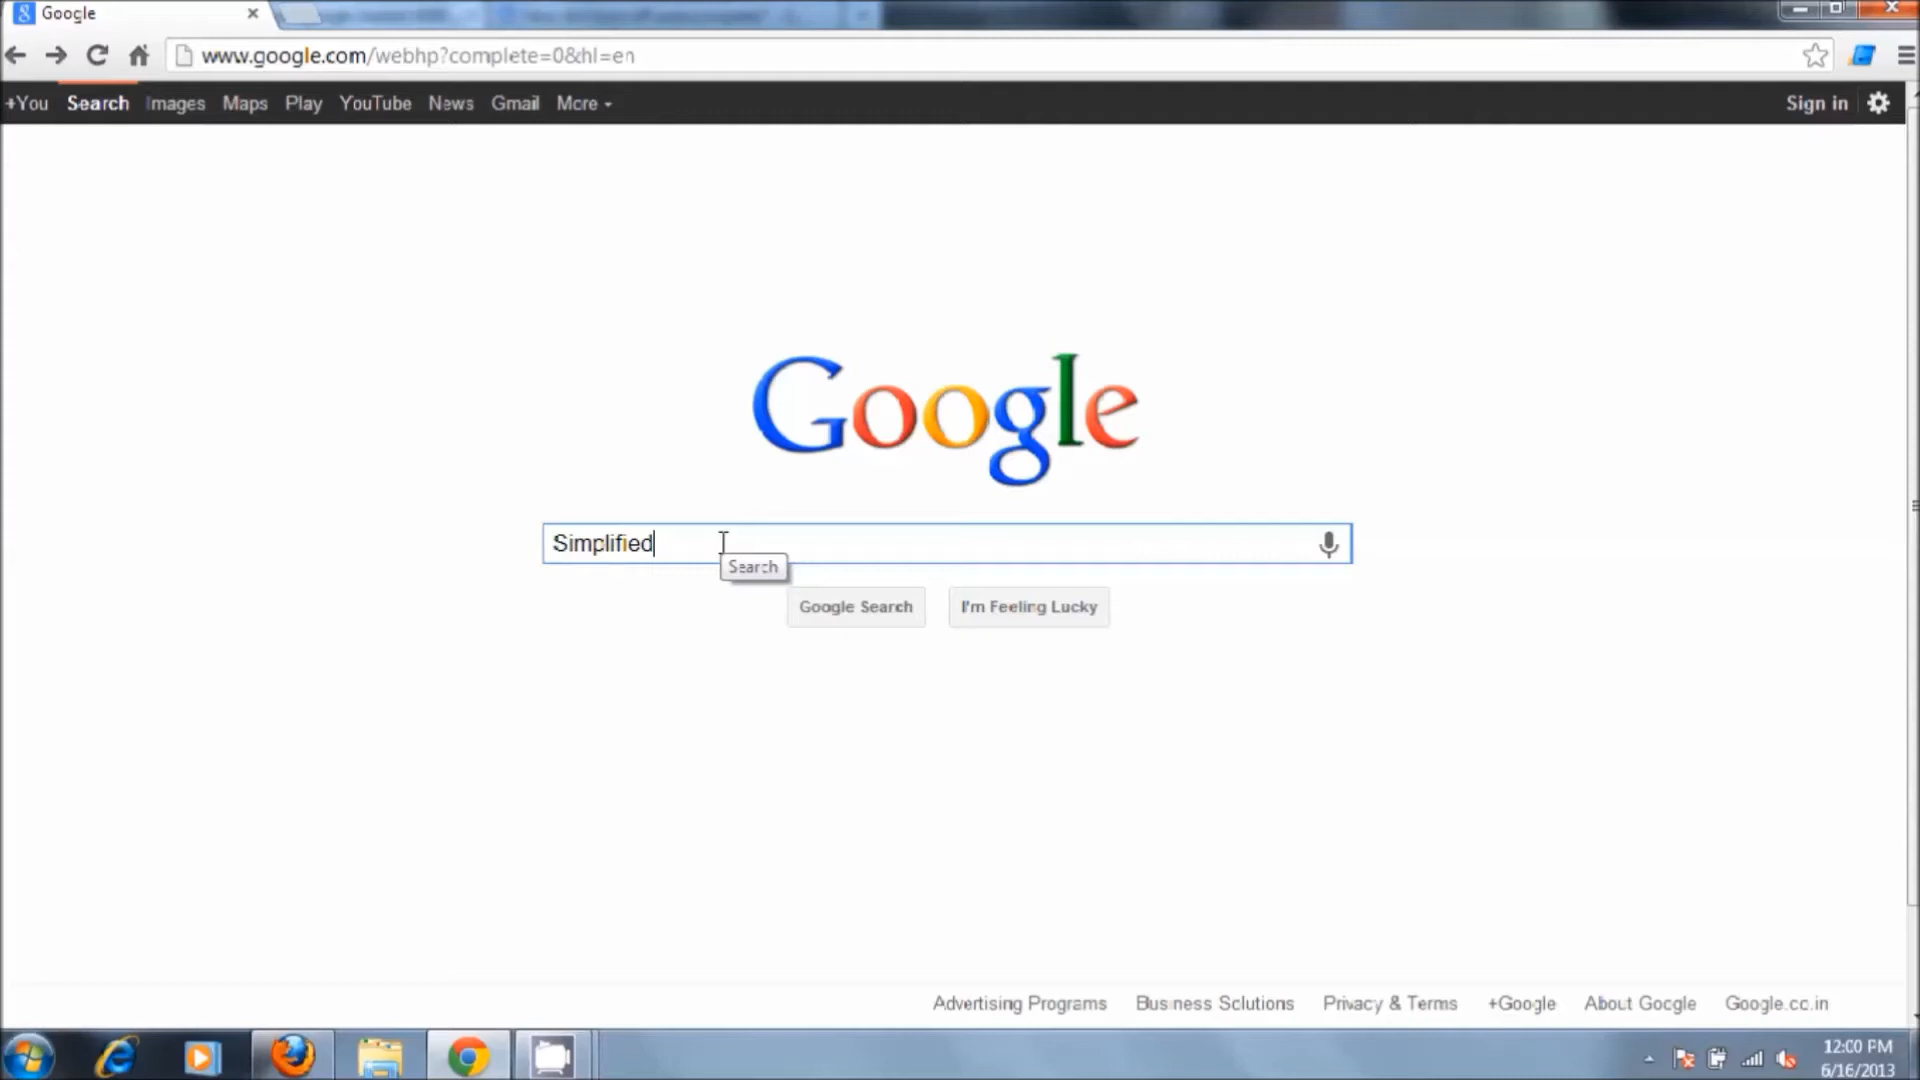 Google
www.google.com/webhp?complete=0&hl=en
+You Search Images Maps Play YouTube News Gmail More
Sign in
Google
Simplified
Search
Google Search
I'm Feeling Lucky
Advertising Programs Business Solutions Privacy & Terms +Google About Google Google.co.in
12:00 PM
6/16/2013